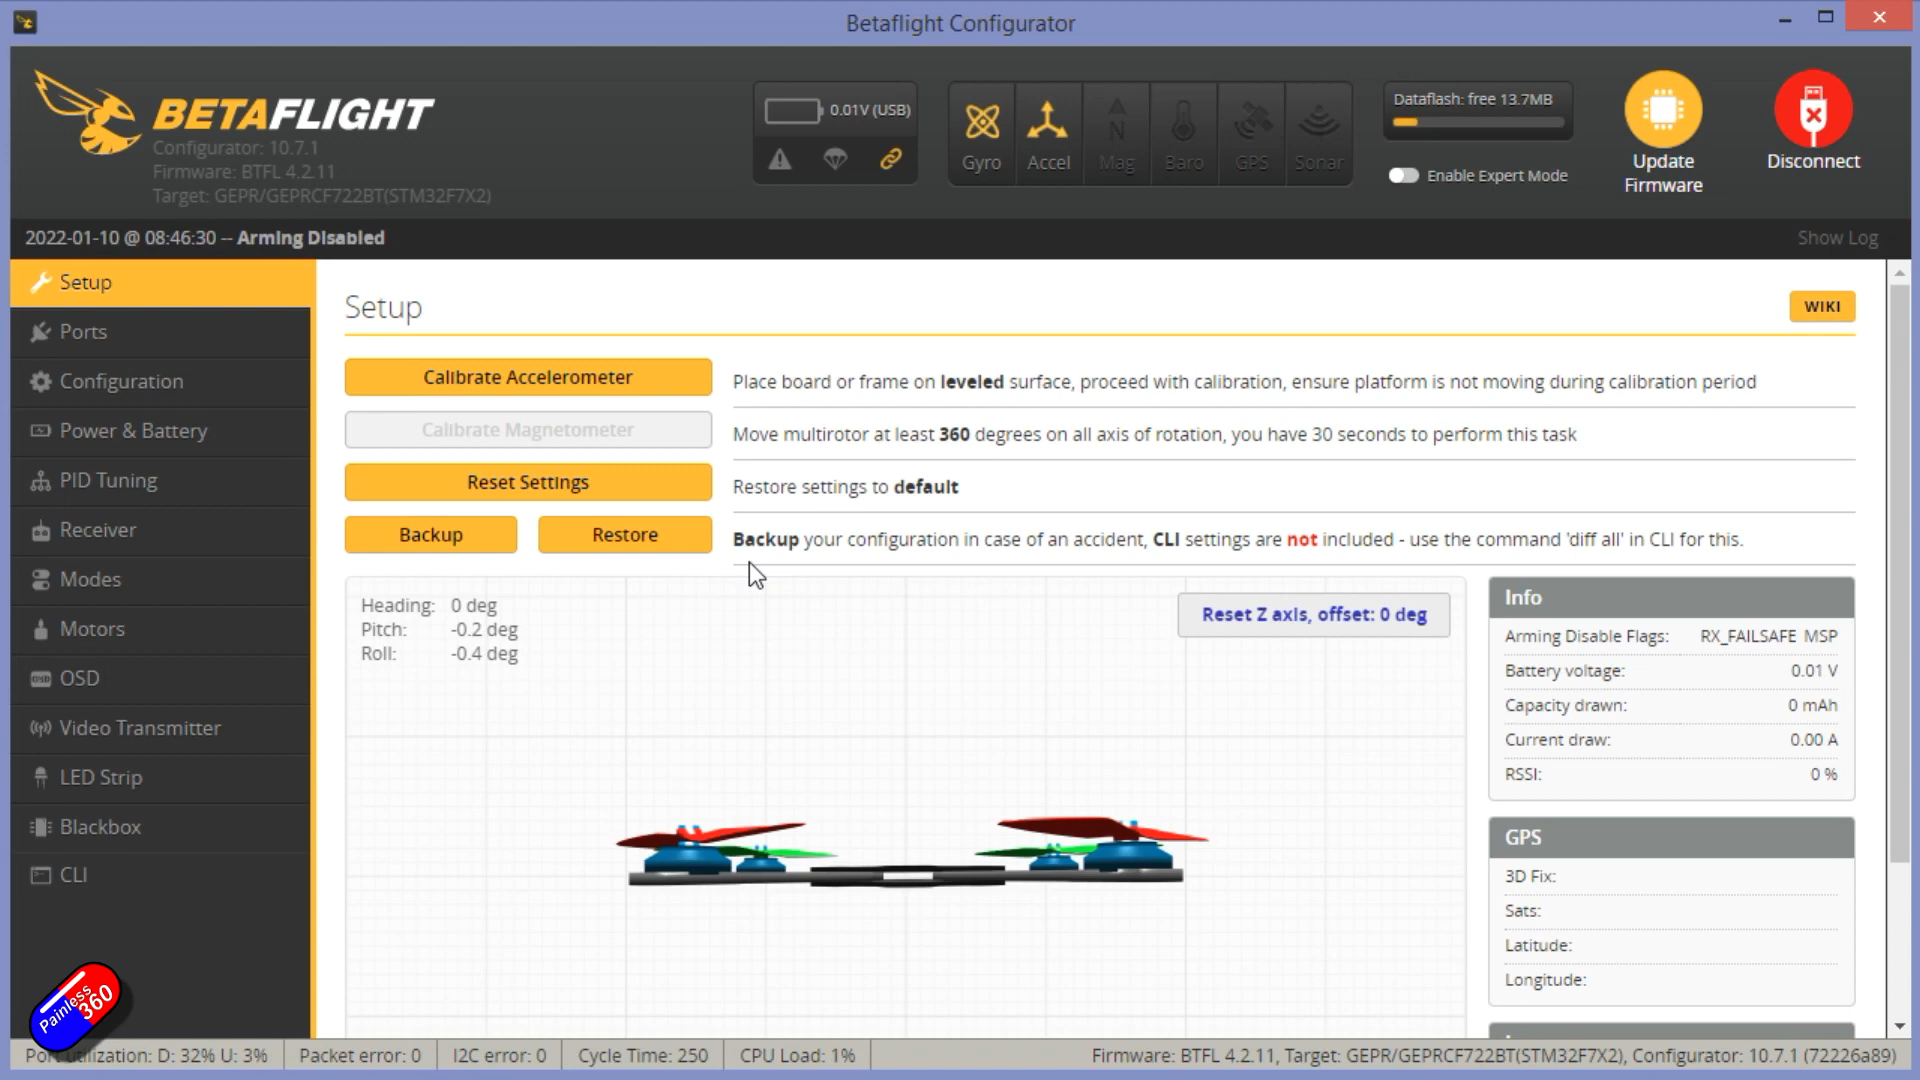 Betaflight Configurator
BETAFLIGHT
Configurator: 10.7.1
Firmware: BTFL 4.2.11
Target: GEPR/GEPRCF722BT(STM32F7X2)
0.01V (USB)
Gyro
Accel
Mag
Baro
GPS
Sonar
Dataflash: free 13.7MB
Enable Expert Mode
Update
Firmware
Disconnect
2022-01-10 @ 08:46:30 -- Arming Disabled
Show Log
Setup
Ports
Configuration
Power & Battery
PID Tuning
Receiver
Modes
Motors
OSD
Video Transmitter
LED Strip
Blackbox
CLI
Painless
360
Setup
WIKI
Calibrate Accelerometer
Place board or frame on leveled surface, proceed with calibration, ensure platform is not moving during calibration period
Calibrate Magnetometer
Move multirotor at least 360 degrees on all axis of rotation, you have 30 seconds to perform this task
Reset Settings
Restore settings to default
Backup
Restore
Backup your configuration in case of an accident, CLI settings are not included - use the command 'diff all' in CLI for this.
Heading: 0 deg
Pitch: -0.2 deg
Roll: -0.4 deg
Reset Z axis, offset: 0 deg
Info
Arming Disable Flags: RX_FAILSAFE MSP
Battery voltage: 0.01 V
Capacity drawn: 0 mAh
Current draw: 0.00 A
RSSI: 0 %
GPS
3D Fix:
Sats:
Latitude:
Longitude:
Port utilization: D: 32% U: 3%
Packet error: 0
I2C error: 0
Cycle Time: 250
CPU Load: 1%
Firmware: BTFL 4.2.11, Target: GEPR/GEPRCF722BT(STM32F7X2), Configurator: 10.7.1 (72226a89)